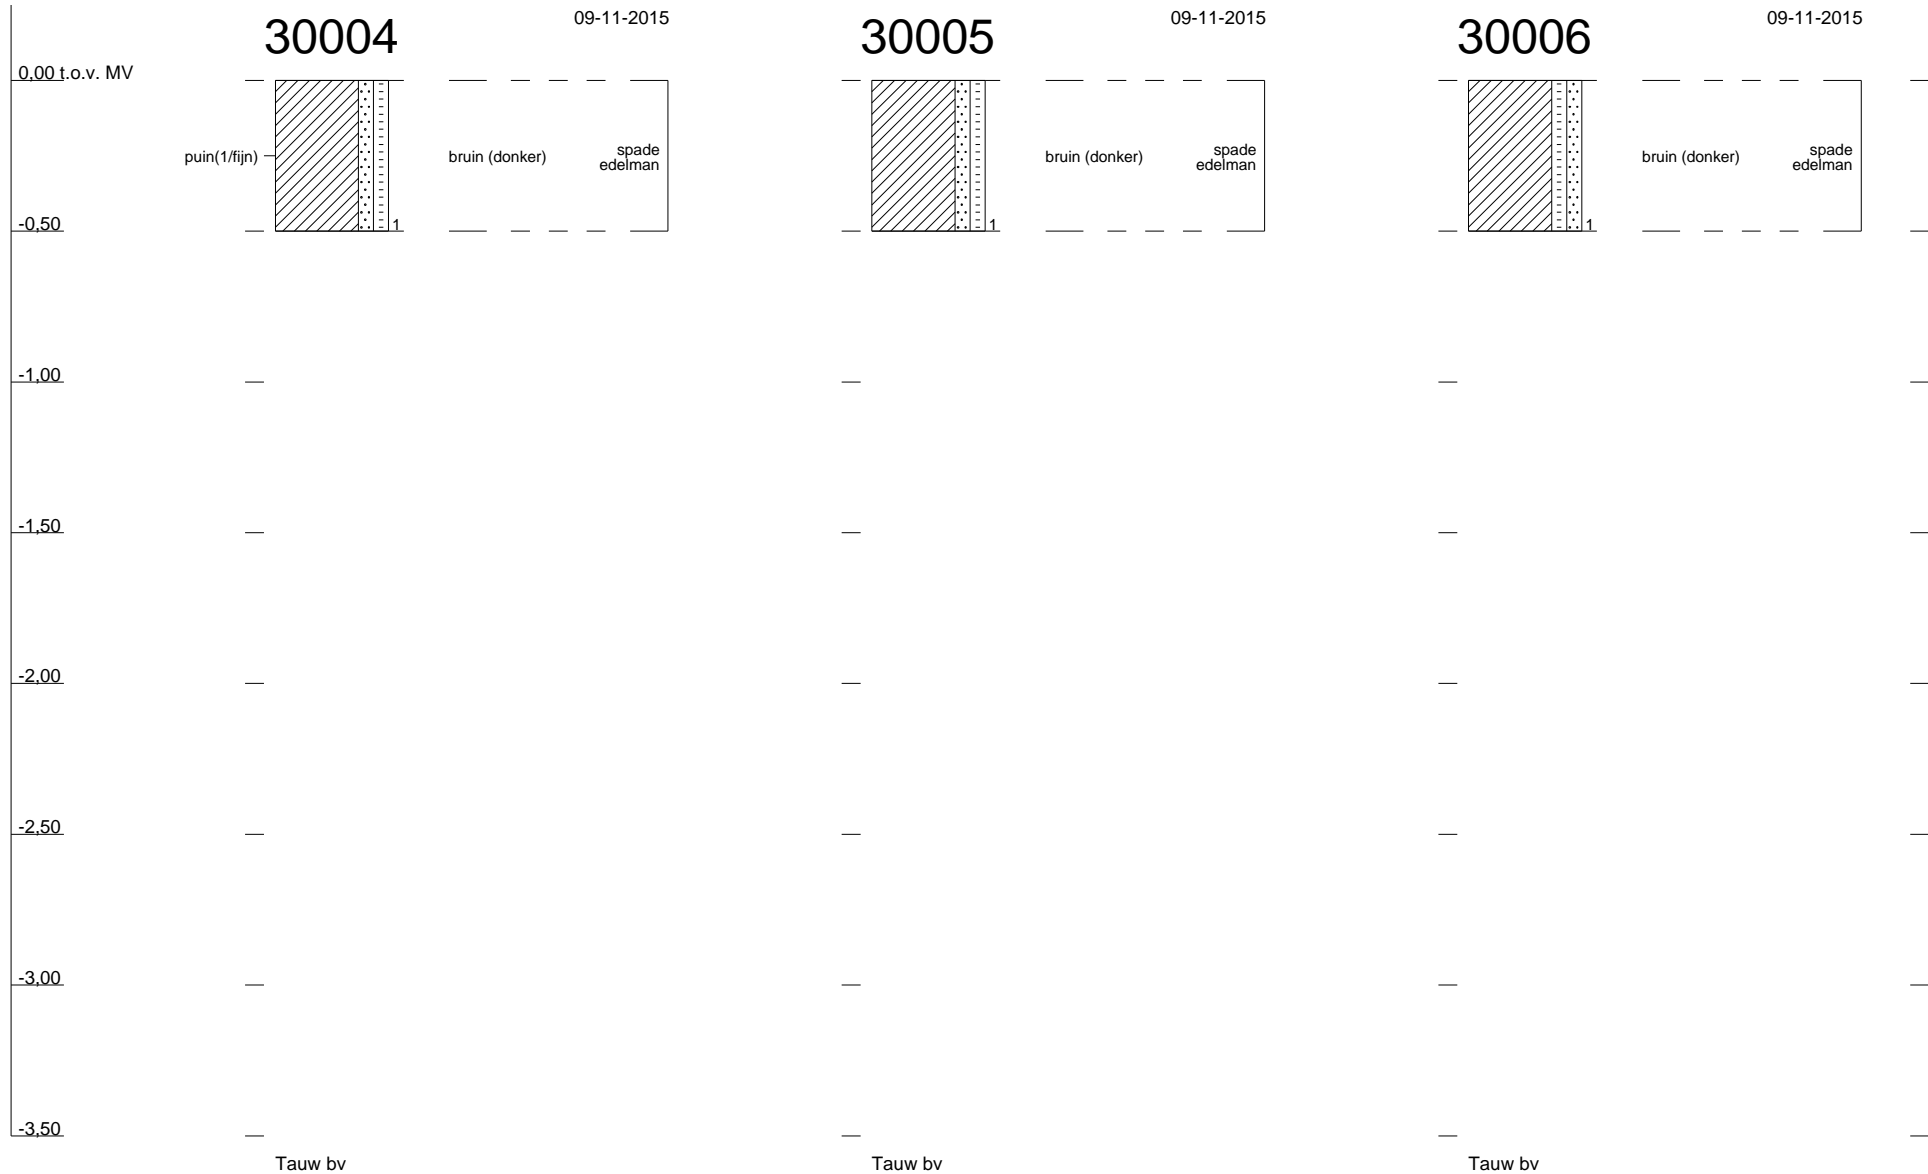 30004 09-11-2015 30005 09-11-2015 30006 09-11-2015
0,00 t.o.v. MV
puin(1/fijn) bruin (donker) spade edelman bruin (donker) spade edelman bruin (donker) spade edelman
-0,50 1 1 1
-1,00
-1,50
-2,00
-2,50
-3,00
-3,50
Tauw bv Tauw bv Tauw bv